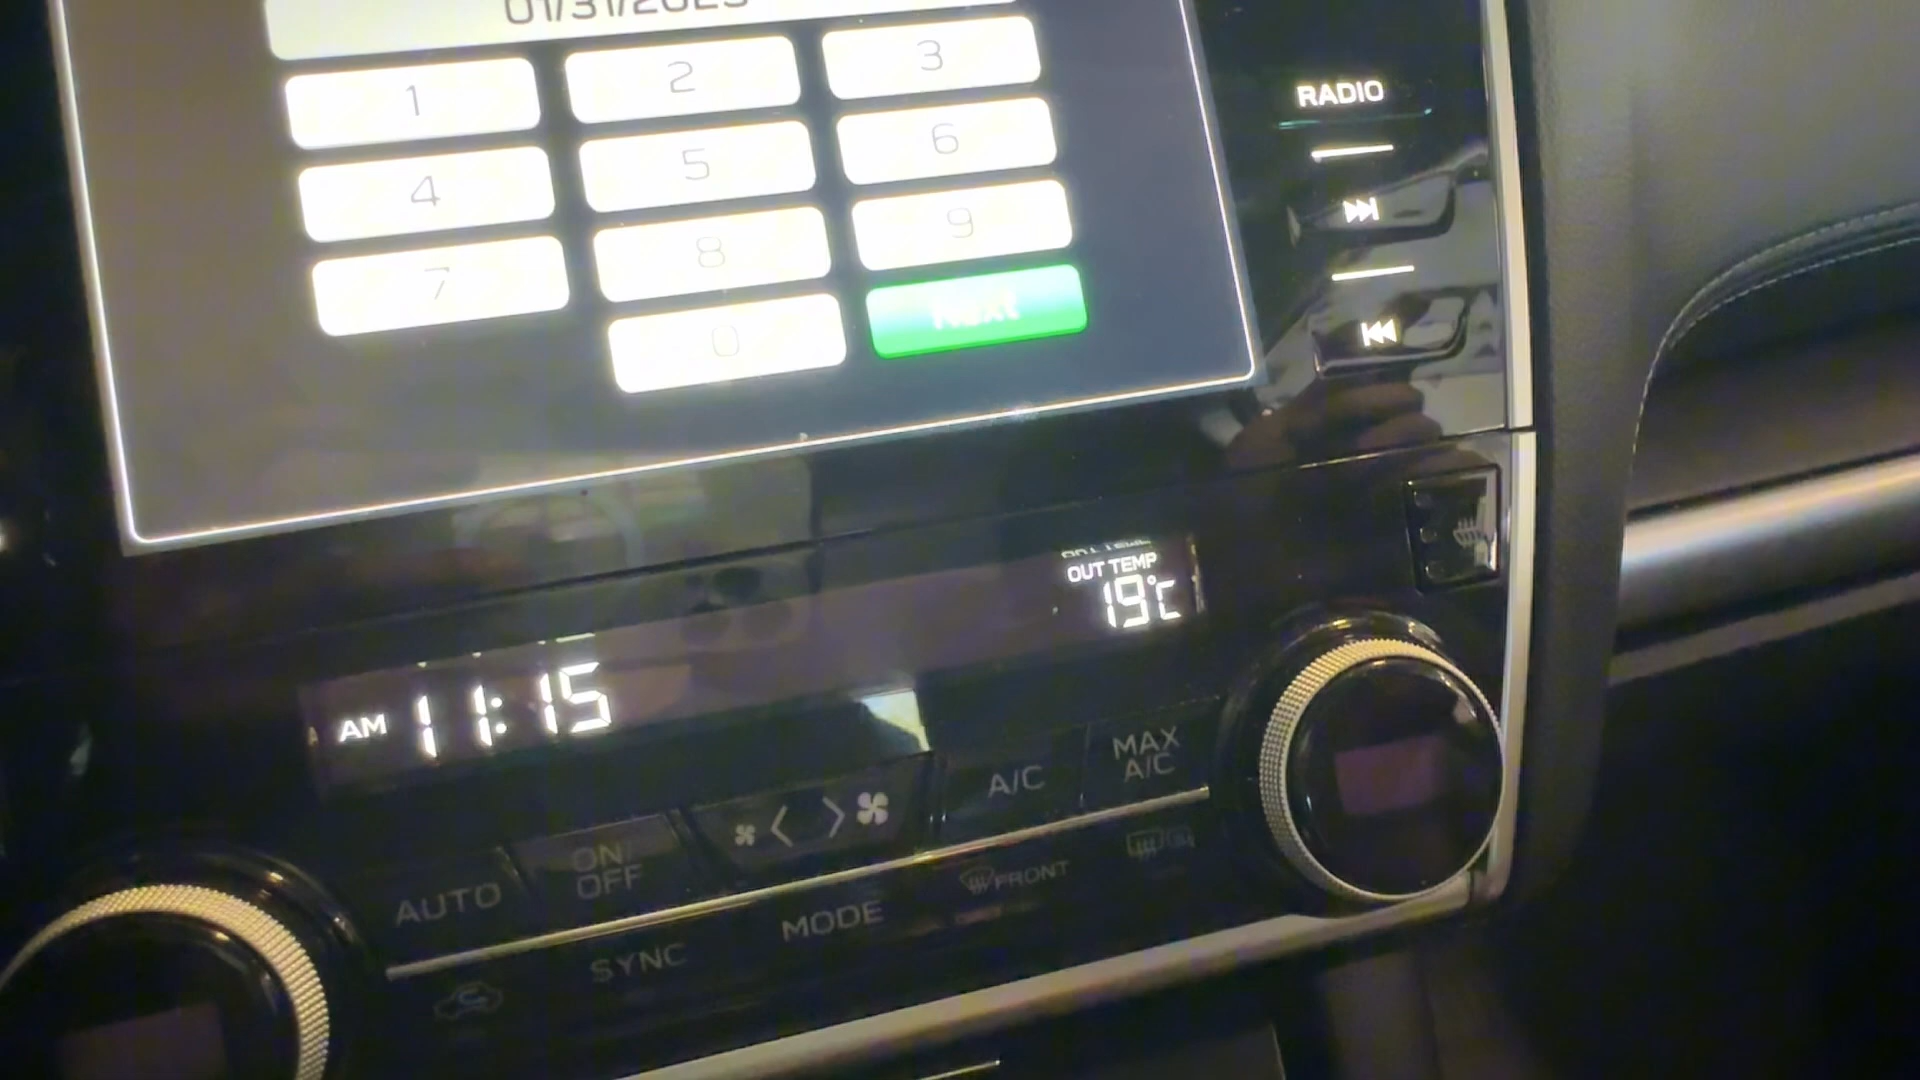 01/31/2023
1 2 3
4 5 6
7 8 9
0 Next
RADIO
OUT TEMP
19°C
AM 11:15
A/C
MAX A/C
AUTO
ON/OFF
SYNC
MODE
FRONT